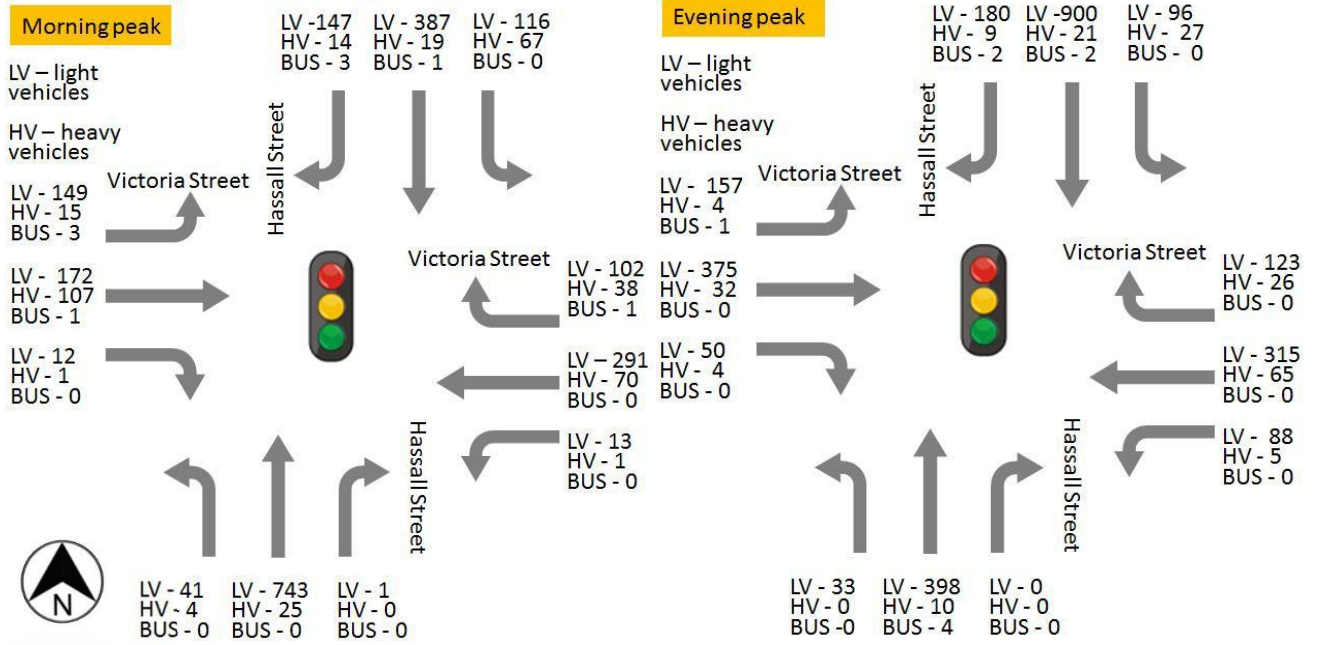 Morning peak
LV – light
vehicles
HV – heavy
vehicles
LV -147
HV - 14
BUS - 3
LV - 387
HV - 19
BUS - 1
LV - 116
HV - 67
BUS - 0
Hassall Street
Victoria Street
LV - 149
HV - 15
BUS - 3
LV - 172
HV - 107
BUS - 1
LV - 12
HV - 1
BUS - 0
Victoria Street
LV - 102
HV - 38
BUS - 1
LV – 291
HV - 70
BUS - 0
LV - 13
HV - 1
BUS - 0
Hassall Street
N
LV - 41
HV - 4
BUS - 0
LV - 743
HV - 25
BUS - 0
LV - 1
HV - 0
BUS - 0
Evening peak
LV – light
vehicles
HV – heavy
vehicles
LV - 180
HV - 9
BUS - 2
LV -900
HV - 21
BUS - 2
LV - 96
HV - 27
BUS - 0
Hassall Street
Victoria Street
LV - 157
HV - 4
BUS - 1
LV - 375
HV - 32
BUS - 0
LV - 50
HV - 4
BUS - 0
Victoria Street
LV - 123
HV - 26
BUS - 0
LV - 315
HV - 65
BUS - 0
LV - 88
HV - 5
BUS - 0
Hassall Street
LV - 33
HV - 0
BUS -0
LV - 398
HV - 10
BUS - 4
LV - 0
HV - 0
BUS - 0